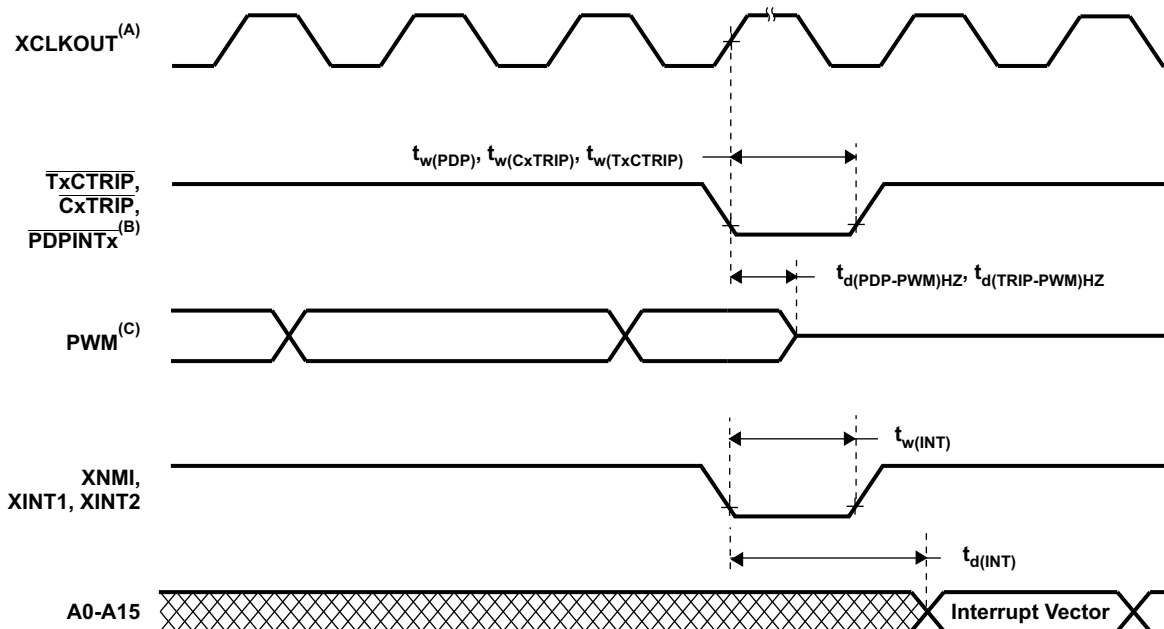 XCLKOUT(A)
tw(PDP), tw(CxTRIP), tw(TxCTRIP)
TxCTRIP,
CxTRIP,
PDPINTx(B)
td(PDP-PWM)HZ, td(TRIP-PWM)HZ
PWM(C)
tw(INT)
XNMI,
XINT1, XINT2
td(INT)
A0-A15
Interrupt Vector